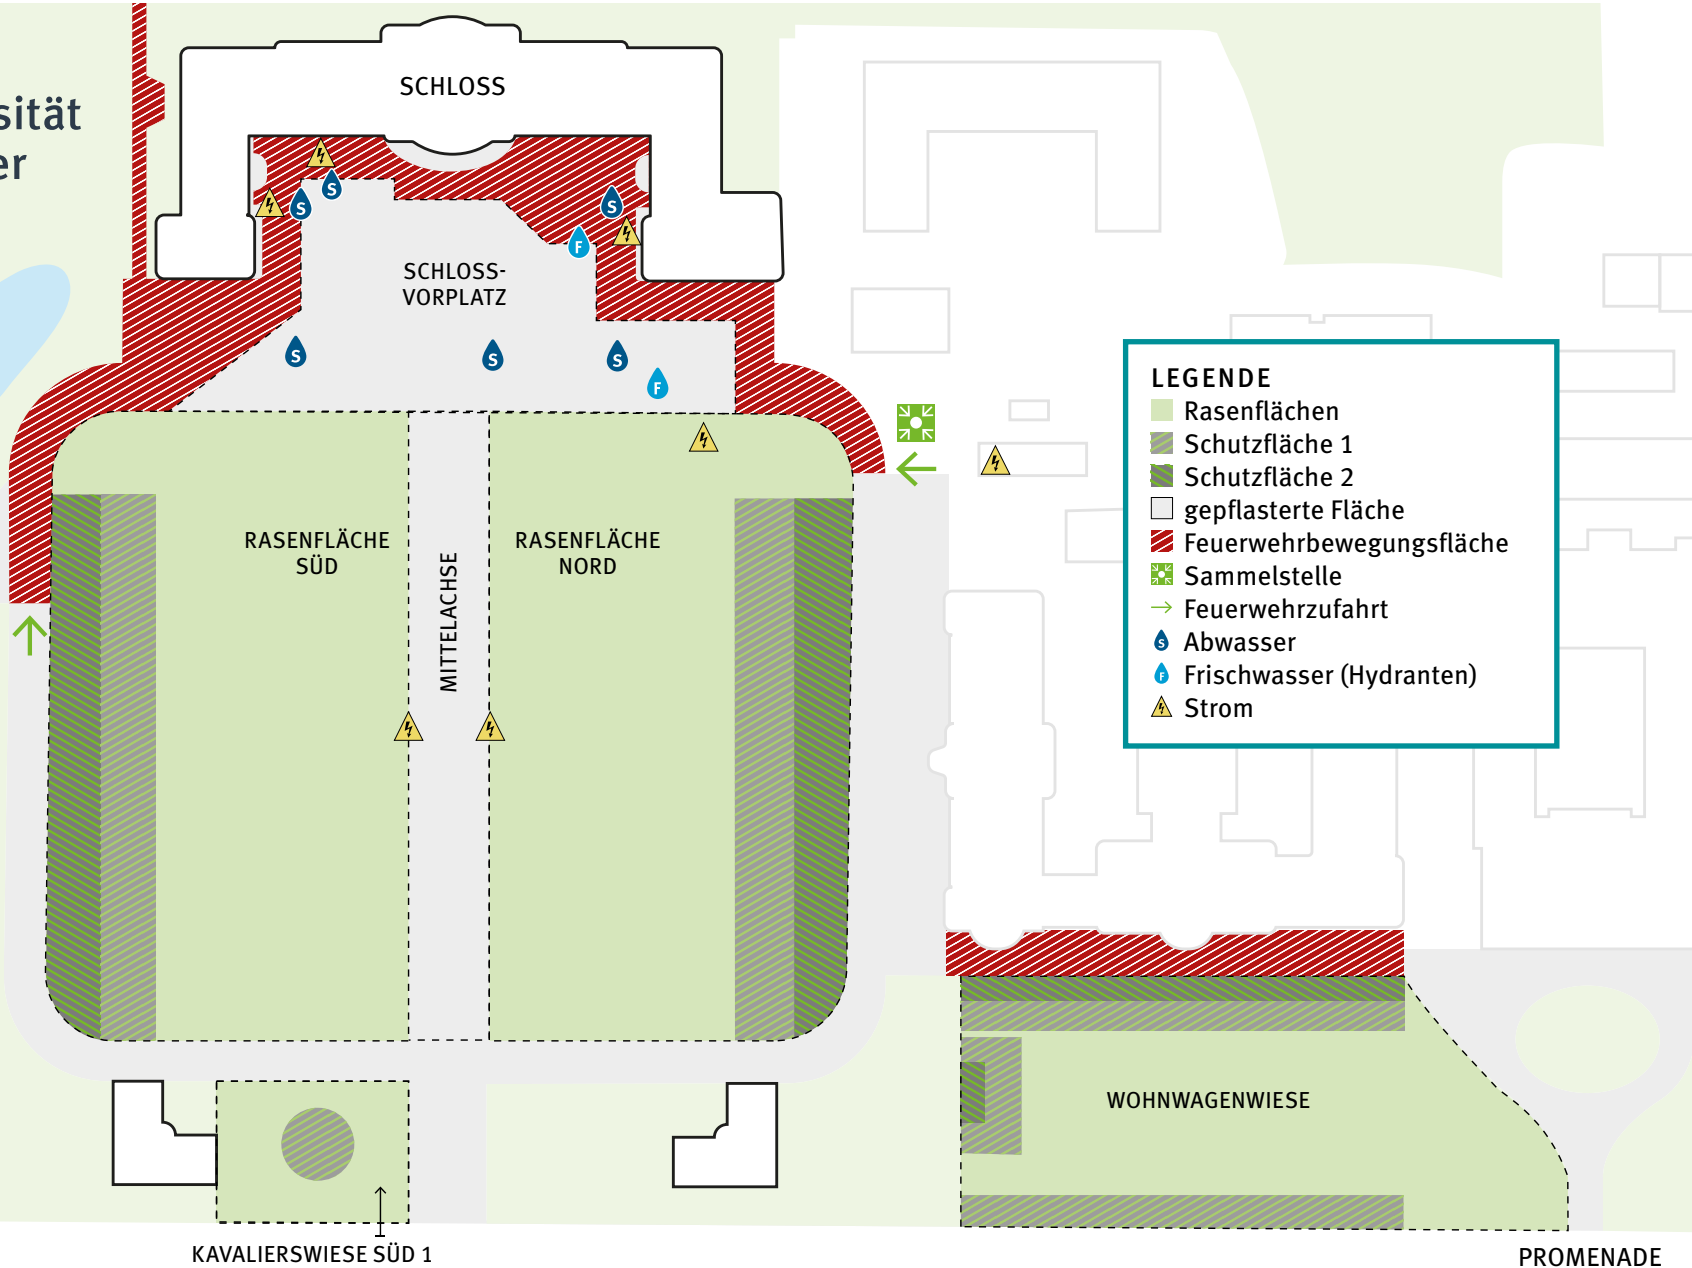 sität
er
SCHLOSS
S
S
S
F
SCHLOSS-
VORPLATZ
S
S
S
F
RASENFLÄCHE
SÜD
MITTELACHSE
RASENFLÄCHE
NORD
LEGENDE
Rasenflächen
Schutzfläche 1
Schutzfläche 2
gepflasterte Fläche
Feuerwehrbewegungsfläche
Sammelstelle
Feuerwehrzufahrt
S Abwasser
F Frischwasser (Hydranten)
Strom
WOHNWAGENWIESE
KAVALIERSWIESE SÜD 1
PROMENADE